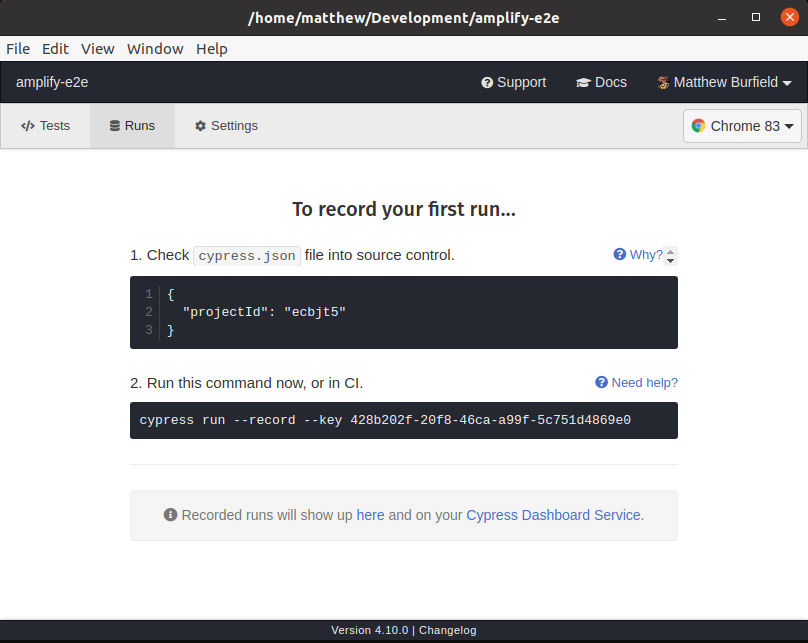 /home/matthew/Development/amplify-e2e
File Edit View Window Help
amplify-e2e Support Docs Matthew Burfield
Tests Runs Settings Chrome 83
To record your first run...
1. Check cypress.json file into source control. Why?
1 {
2 "projectId": "ecbjt5"
3 }
2. Run this command now, or in CI. Need help?
cypress run --record --key 428b202f-20f8-46ca-a99f-5c751d4869e0
Recorded runs will show up here and on your Cypress Dashboard Service.
Version 4.10.0 | Changelog